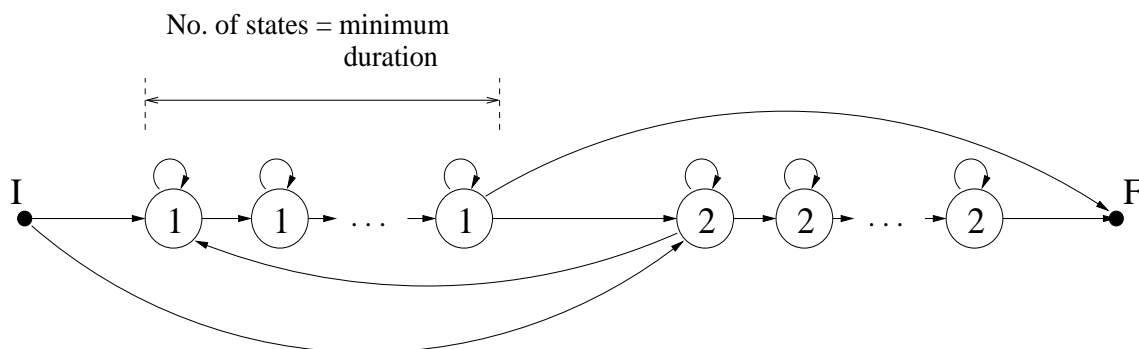 No. of states = minimum
duration
I
F
1 1 ... 1 2 2 ... 2